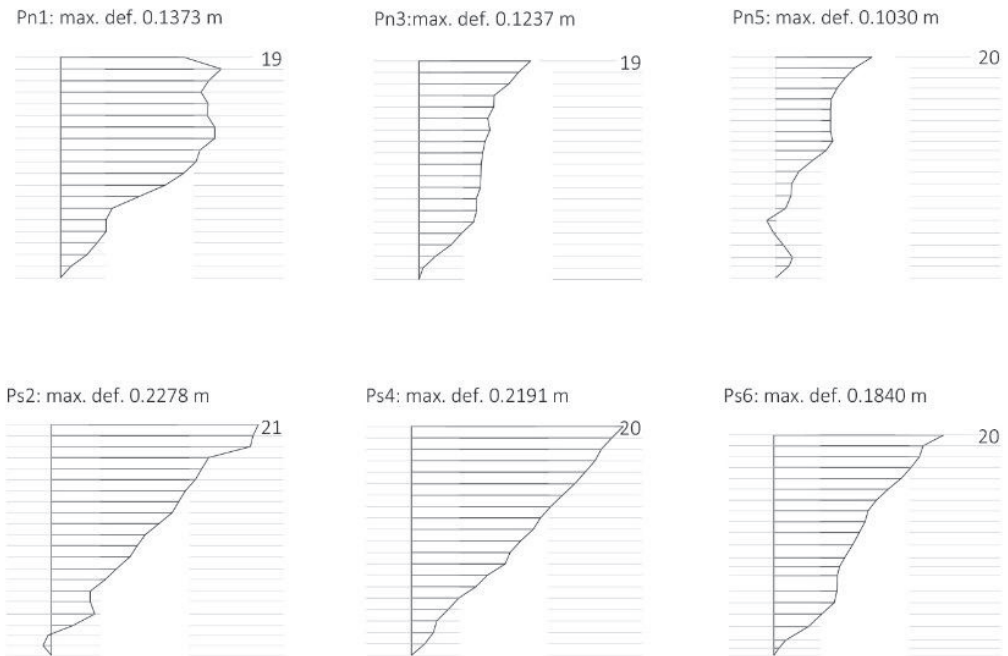 Pn1: max. def. 0.1373 m
Pn3:max. def. 0.1237 m
Pn5: max. def. 0.1030 m
19
19
20
Ps2: max. def. 0.2278 m
Ps4: max. def. 0.2191 m
Ps6: max. def. 0.1840 m
21
20
20